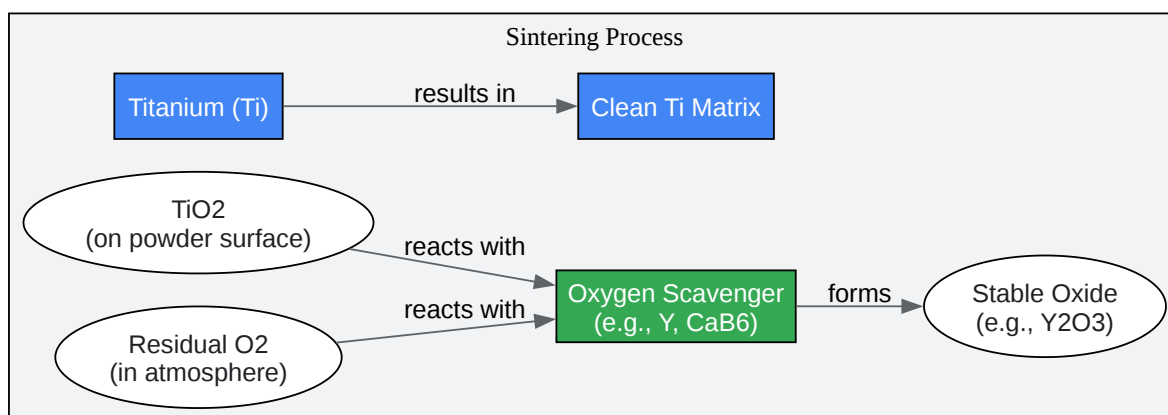 Sintering Process
Titanium (Ti)
results in
Clean Ti Matrix
TiO2
(on powder surface)
reacts with
Residual O2
(in atmosphere)
reacts with
Oxygen Scavenger
(e.g., Y, CaB6)
forms
Stable Oxide
(e.g., Y2O3)